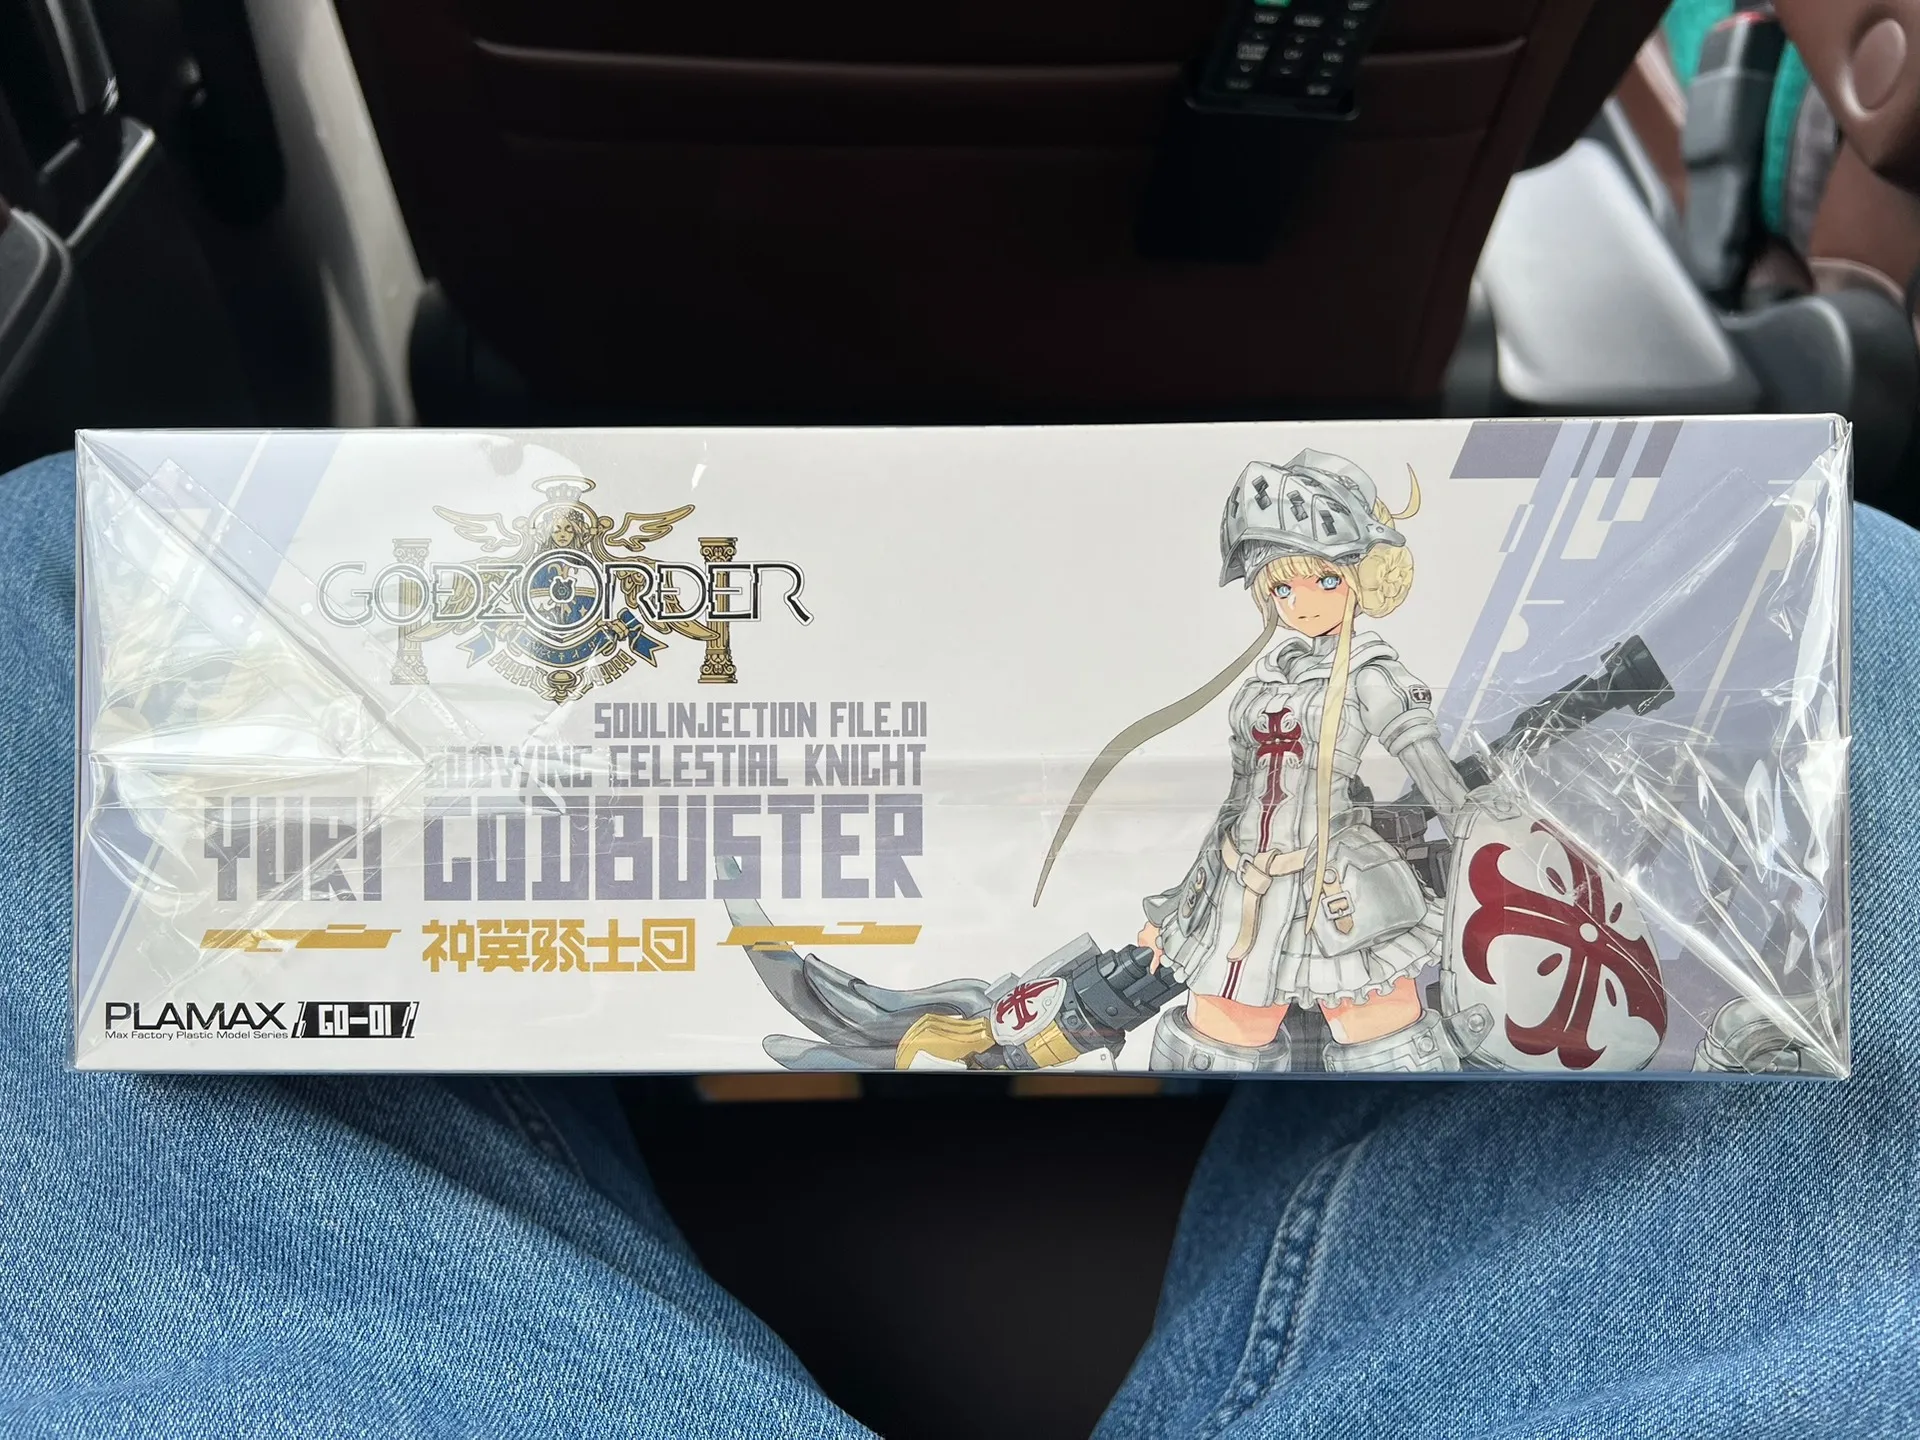 GODZ ORDER
SOULINJECTION FILE.01
GODWING CELESTIAL KNIGHT
YURI GODBUSTER
神翼騎士団
PLAMAX GO-01
Max Factory Plastic Model Series